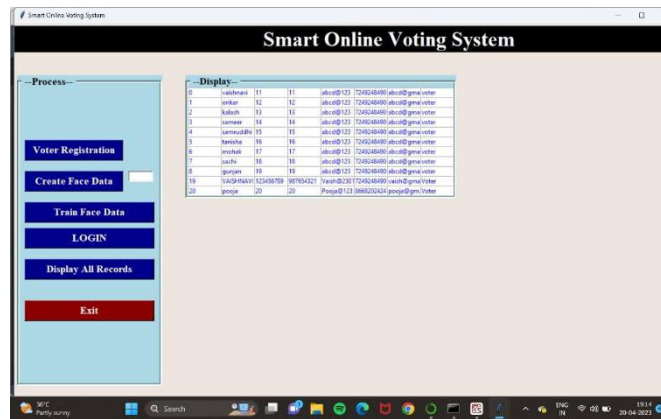 Smart Online Voting System
Smart Online Voting System
--Process--
Voter Registration
Create Face Data
Train Face Data
LOGIN
Display All Records
Exit
--Display--
0 vaishnavi 11 11 abcd@123 7249248490 abcd@gma voter
1 onkar 12 12 abcd@123 7249248490 abcd@gma voter
2 kalash 13 13 abcd@123 7249248490 abcd@gma voter
3 sameer 14 14 abcd@123 7249248490 abcd@gma voter
4 samruddhi 15 15 abcd@123 7249248490 abcd@gma voter
5 tanisha 16 16 abcd@123 7249248490 abcd@gma voter
6 mohak 17 17 abcd@123 7249248490 abcd@gma voter
7 sachi 18 18 abcd@123 7249248490 abcd@gma voter
8 gunjan 19 19 abcd@123 7249248490 abcd@gma voter
19 VAISHNAVI 123456789 987654321 Vaish@230 7249248490 vaish@gm Voter
20 pooja 20 20 Pooja@123 8668202424 pooja@gm Voter
36°C
Partly sunny
Search
ENG
IN
19:14
20-04-2023